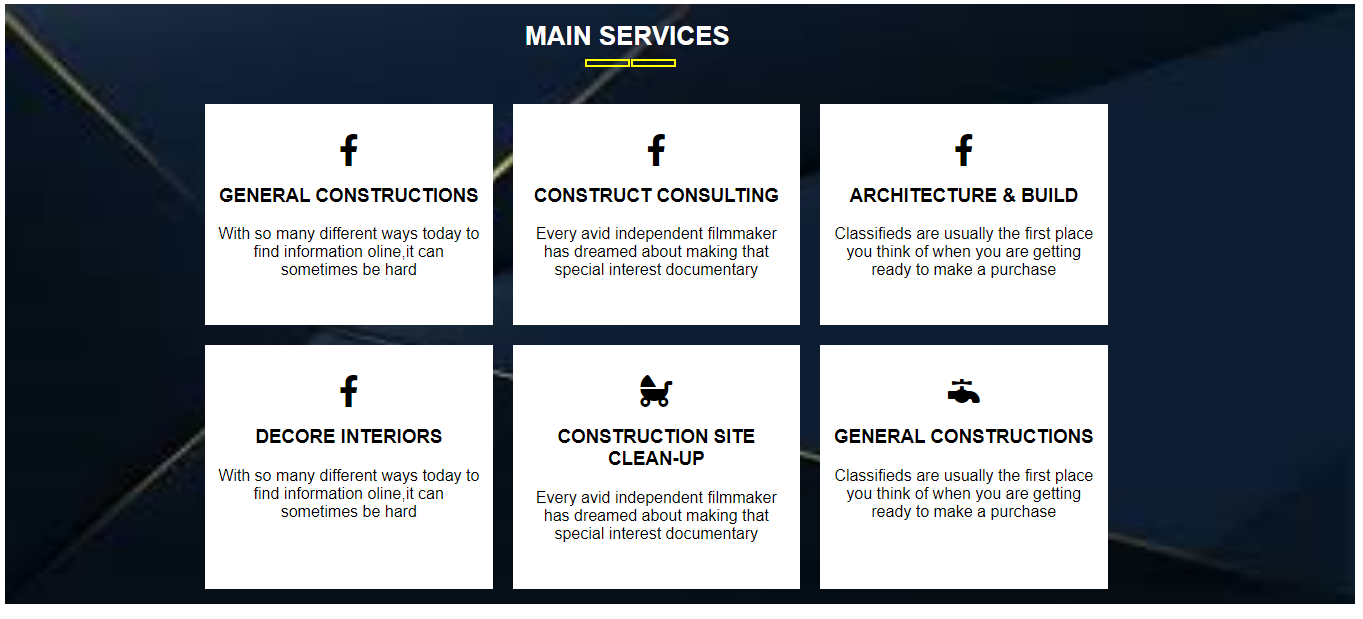 MAIN SERVICES
GENERAL CONSTRUCTIONS
With so many different ways today to
find information oline,it can
sometimes be hard
CONSTRUCT CONSULTING
Every avid independent filmmaker
has dreamed about making that
special interest documentary
ARCHITECTURE & BUILD
Classifieds are usually the first place
you think of when you are getting
ready to make a purchase
DECORE INTERIORS
With so many different ways today to
find information oline,it can
sometimes be hard
CONSTRUCTION SITE
CLEAN-UP
Every avid independent filmmaker
has dreamed about making that
special interest documentary
GENERAL CONSTRUCTIONS
Classifieds are usually the first place
you think of when you are getting
ready to make a purchase